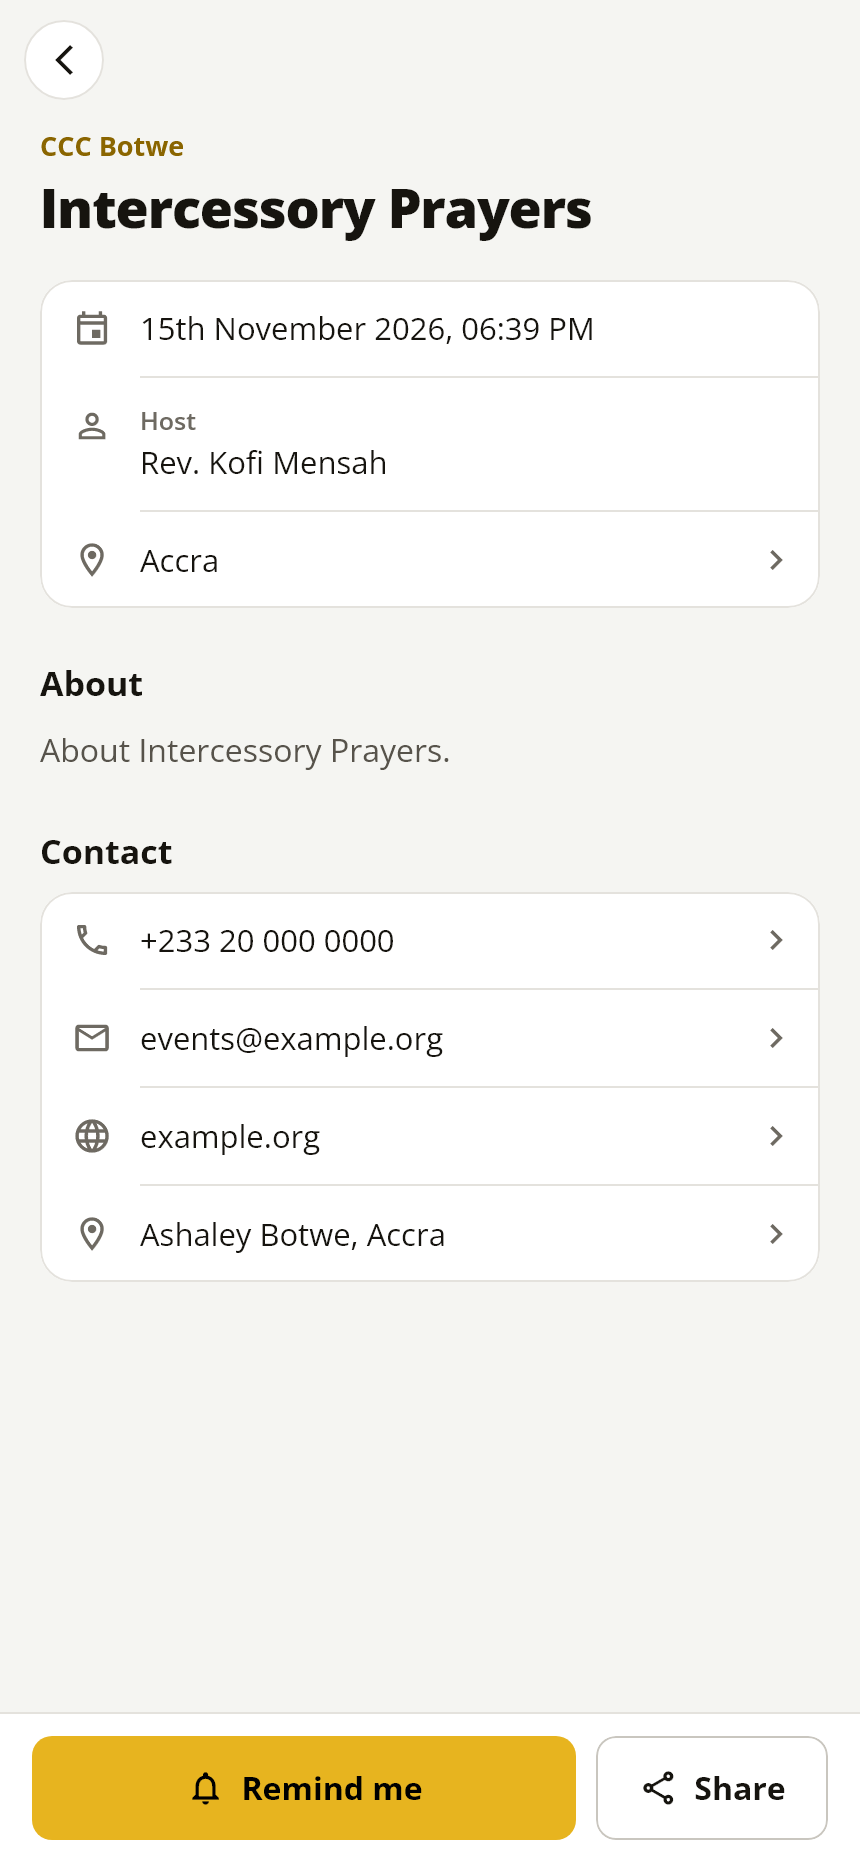 CCC Botwe
Intercessory Prayers
15th November 2026, 06:39 PM
Host
Rev. Kofi Mensah
Accra
About
About Intercessory Prayers.
Contact
+233 20 000 0000
events@example.org
example.org
Ashaley Botwe, Accra
Remind me
Share